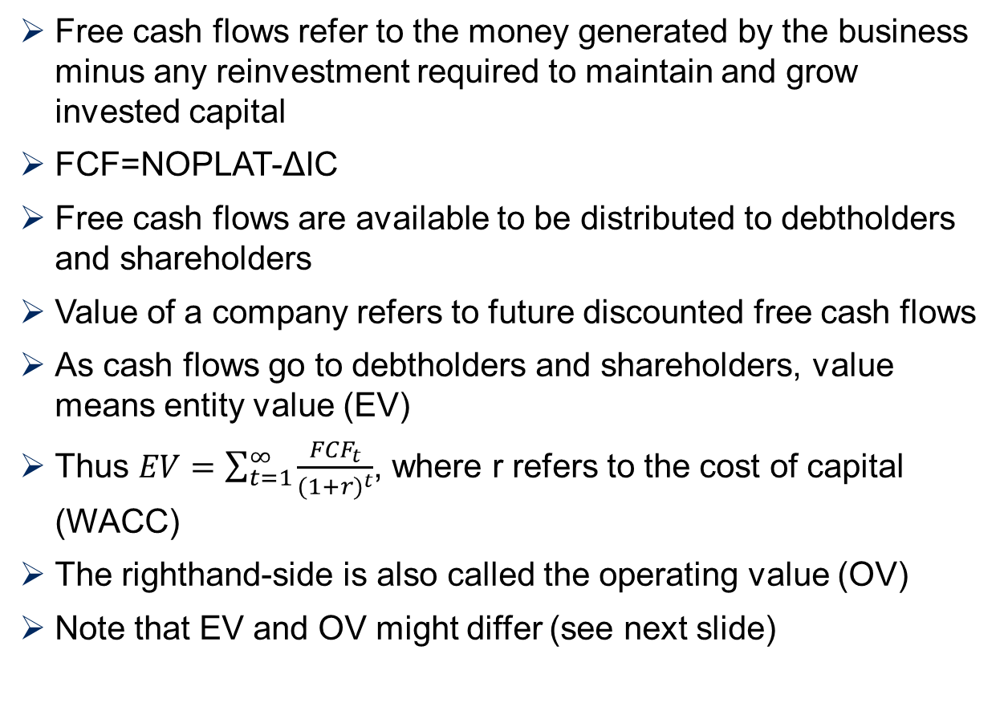 ➢ Free cash flows refer to the money generated by the business
minus any reinvestment required to maintain and grow
invested capital
➢ FCF=NOPLAT-ΔIC
➢ Free cash flows are available to be distributed to debtholders
and shareholders
➢ Value of a company refers to future discounted free cash flows
➢ As cash flows go to debtholders and shareholders, value
means entity value (EV)
➢ Thus $EV = \sum_{t=1}^{\infty} \frac{FCF_t}{(1+r)^t}$, where r refers to the cost of capital
(WACC)
➢ The righthand-side is also called the operating value (OV)
➢ Note that EV and OV might differ (see next slide)